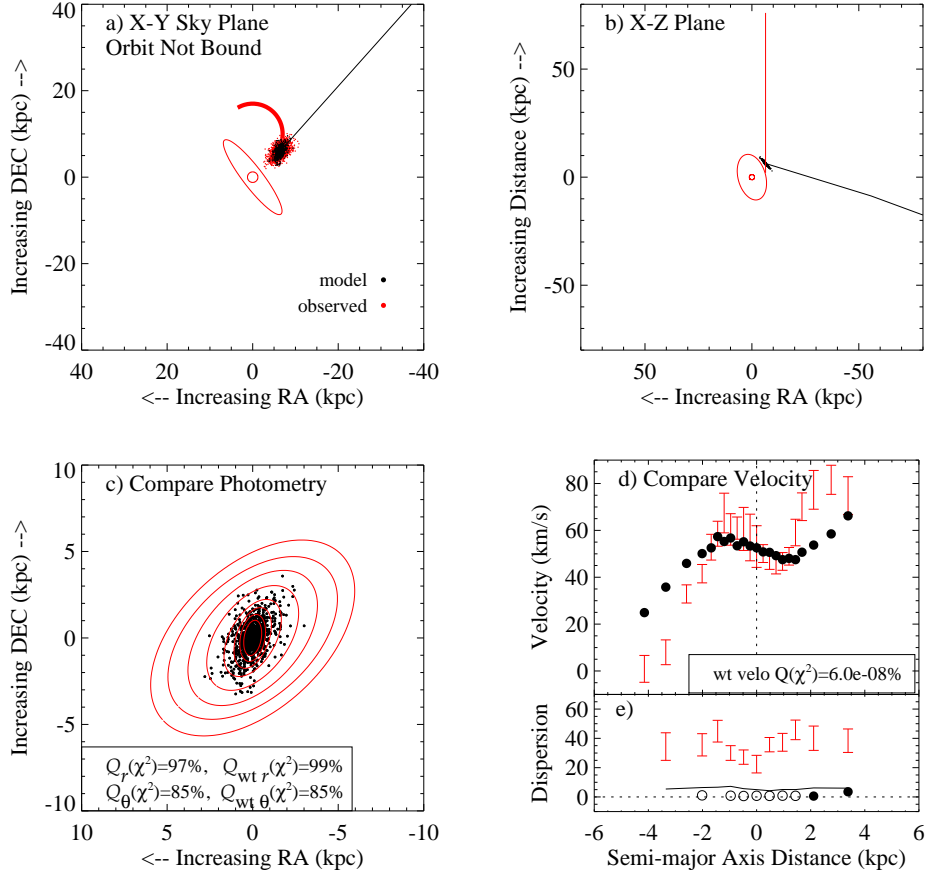 a) X-Y Sky Plane
Orbit Not Bound
Increasing DEC (kpc) -->
40
20
0
-20
-40
model
observed
40
20
0
-20
-40
<-- Increasing RA (kpc)
b) X-Z Plane
Increasing Distance (kpc) -->
50
0
-50
50
0
-50
<-- Increasing RA (kpc)
c) Compare Photometry
Increasing DEC (kpc) -->
10
5
0
-5
-10
Qr(χ²)=97%, Qwt r(χ²)=99%
Qθ(χ²)=85%, Qwt θ(χ²)=85%
10
5
0
-5
-10
<-- Increasing RA (kpc)
d) Compare Velocity
Velocity (km/s)
80
60
40
20
0
wt velo Q(χ²)=6.0e-08%
e)
Dispersion
60
40
20
0
-6
-4
-2
0
2
4
6
Semi-major Axis Distance (kpc)